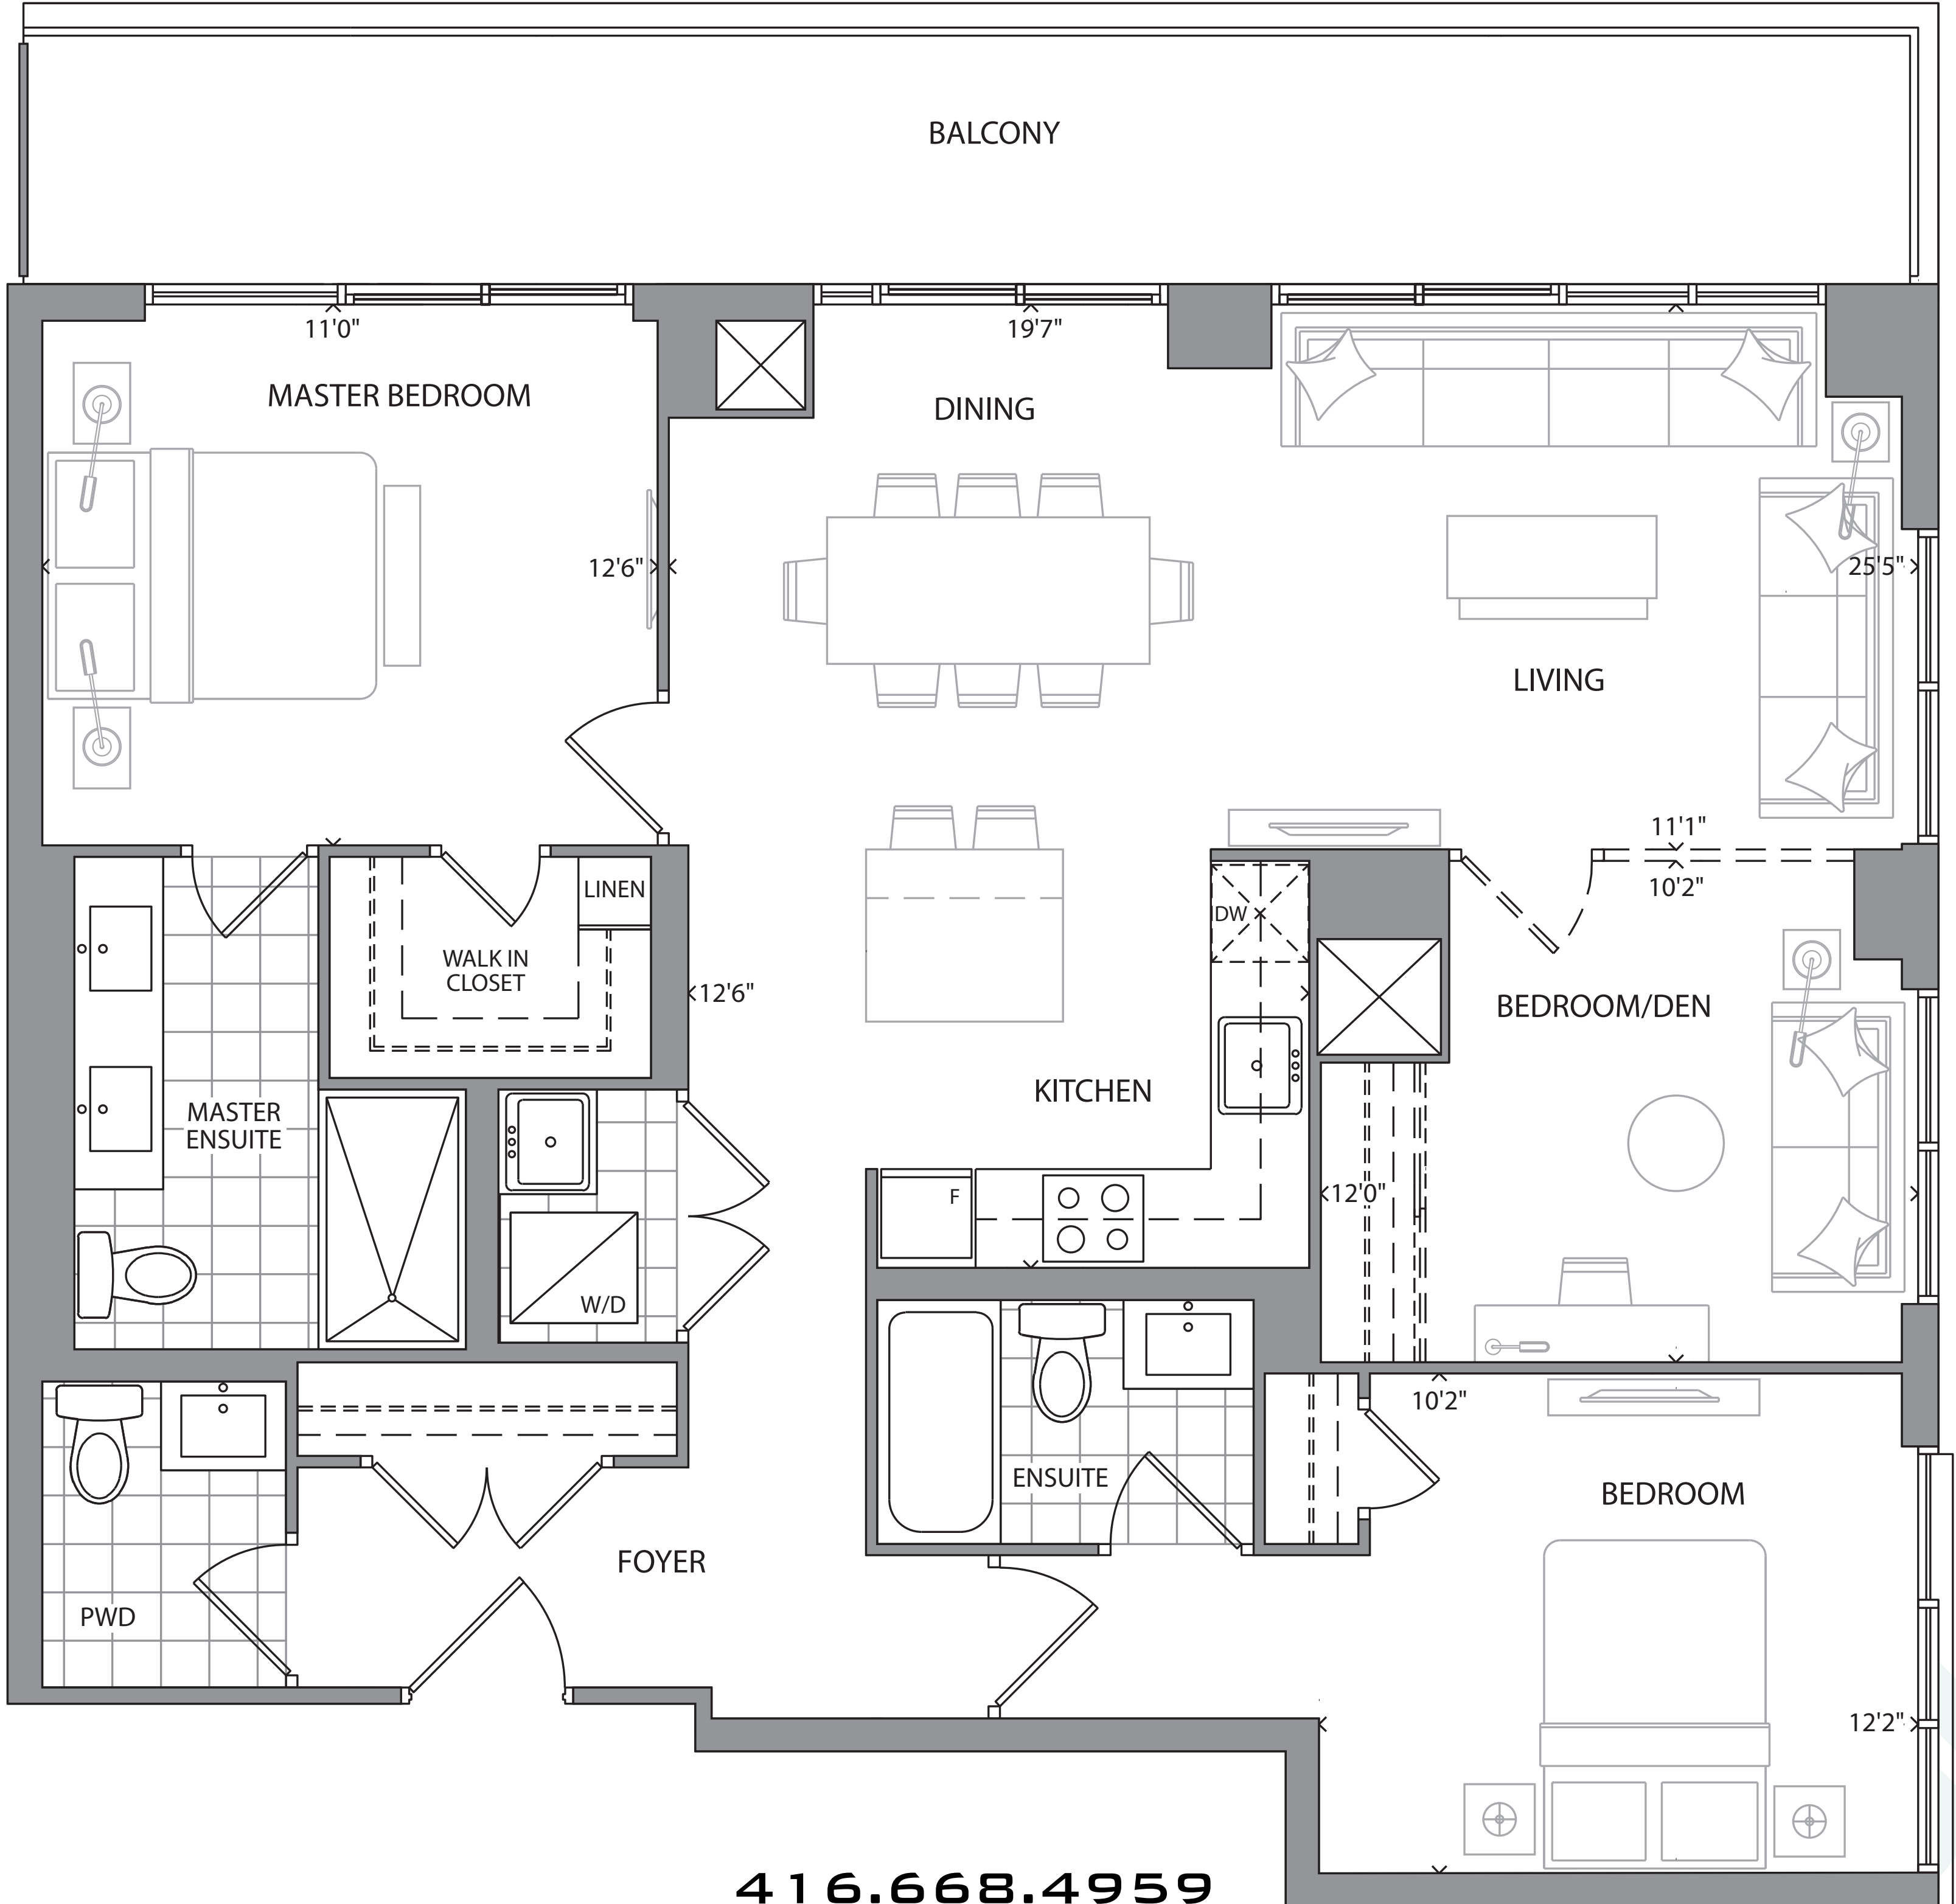 BALCONY
11'0"
19'7"
MASTER BEDROOM
DINING
12'6"
25'5"
LIVING
11'1"
10'2"
LINEN
DW
WALK IN
CLOSET
12'6"
BEDROOM/DEN
KITCHEN
MASTER
ENSUITE
F
12'0"
W/D
10'2"
ENSUITE
BEDROOM
FOYER
PWD
12'2"
416.668.4959